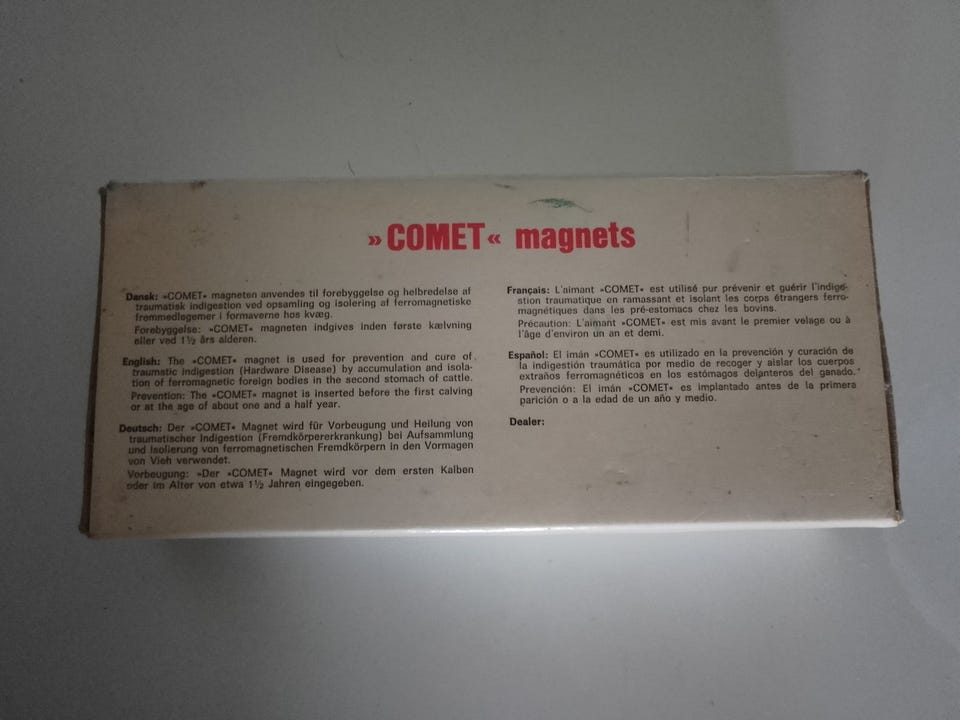 »COMET« magnets
Dansk: »COMET« magneten anvendes til forebyggelse og helbredelse af
traumatisk indigestion ved opsamling og isolering af ferromagnetiske
fremmedlegemer i formaverne hos kvæg.
Forebyggelse: »COMET« magneten indgives inden første kælvning
eller ved 1½ års alderen.
English: The »COMET« magnet is used for prevention and cure of
traumatic indigestion (Hardware Disease) by accumulation and isola-
tion of ferromagnetic foreign bodies in the second stomach of cattle.
Prevention: The »COMET« magnet is inserted before the first calving
or at the age of about one and a half year.
Deutsch: Der »COMET« Magnet wird für Vorbeugung und Heilung von
traumatischer Indigestion (Fremdkörpererkrankung) bei Aufsammlung
und Isolierung von ferromagnetischen Fremdkörpern in den Vormagen
von Vieh verwendet.
Vorbeugung: »Der »COMET« Magnet wird vor dem ersten Kalben
oder im Alter von etwa 1½ Jahren eingegeben.
Français: L'aimant »COMET« est utilisé pur prévenir et guérir l'indige-
stion traumatique en ramassant et isolant les corps étrangers ferro-
magnétiques dans les pré-estomacs chez les bovins.
Précaution: L'aimant »COMET« est mis avant le premier velage ou à
l'âge d'environ un an et demi.
Español: El imán »COMET« es utilizado en la prevención y curación de
la indigestión traumática por medio de recoger y aislar los cuerpos
extraños ferromagnéticos en los estómagos delanteros del ganado.
Prevención: El imán »COMET« es implantado antes de la primera
parición o a la edad de un año y medio.
Dealer: